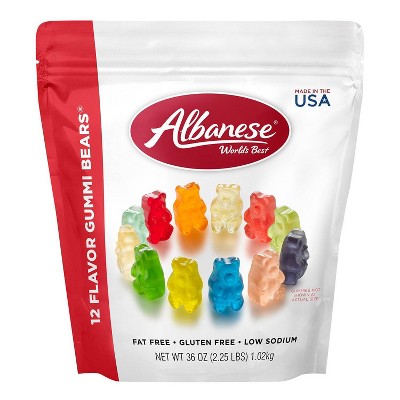 MADE IN THE
USA
Albanese®
World's Best
12 FLAVOR GUMMI BEARS®
FAT FREE • GLUTEN FREE • LOW SODIUM
NET WT 36 OZ (2.25 LBS) 1.02kg